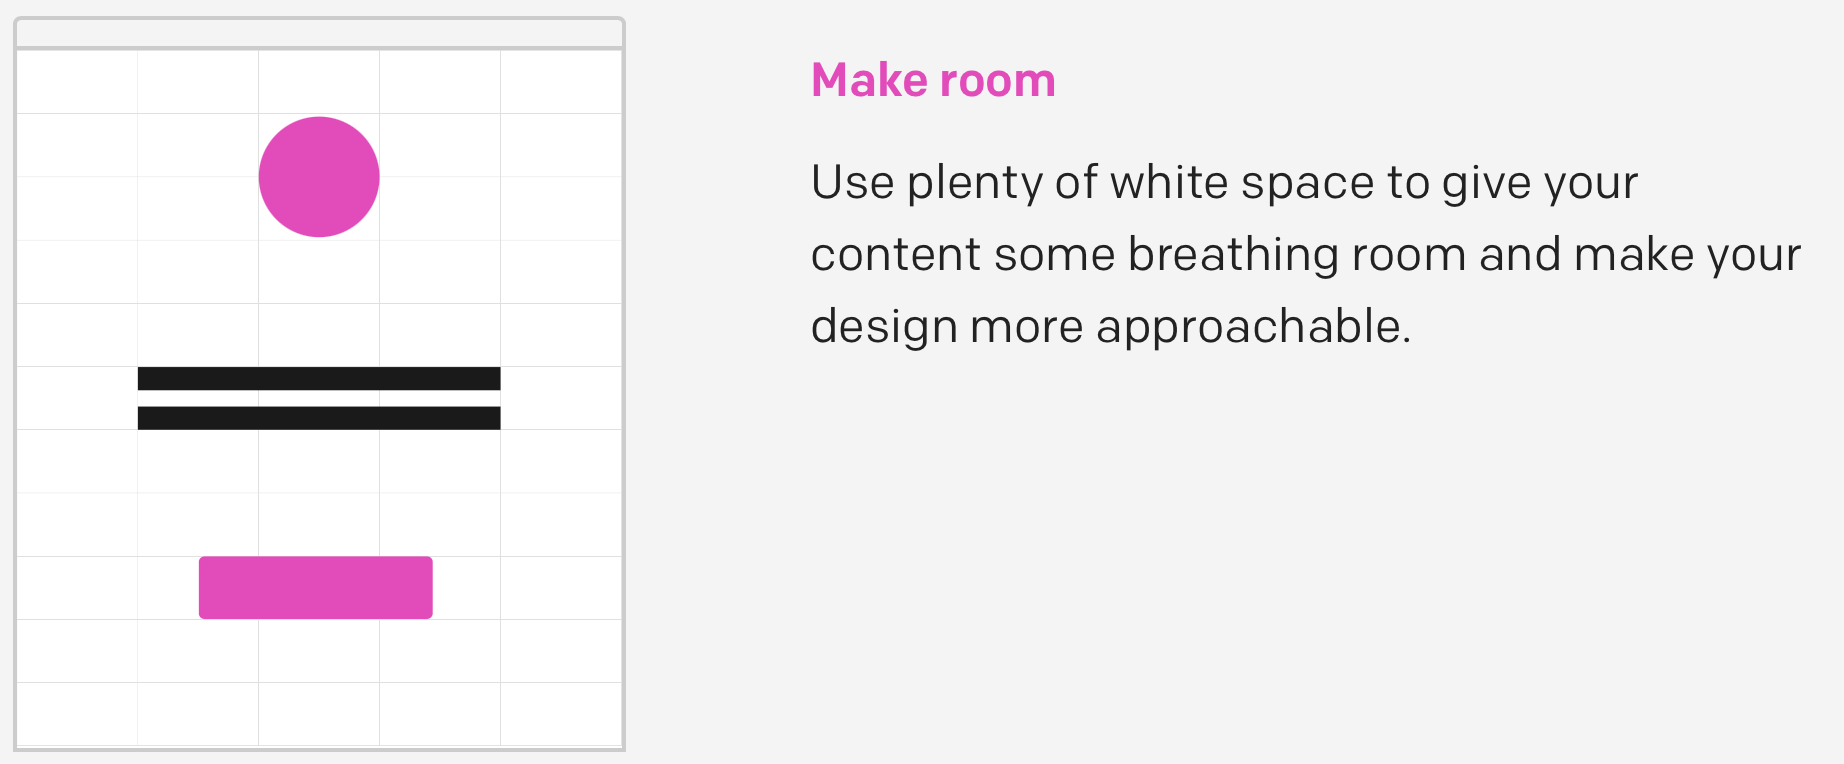 Make room
Use plenty of white space to give your
content some breathing room and make your
design more approachable.